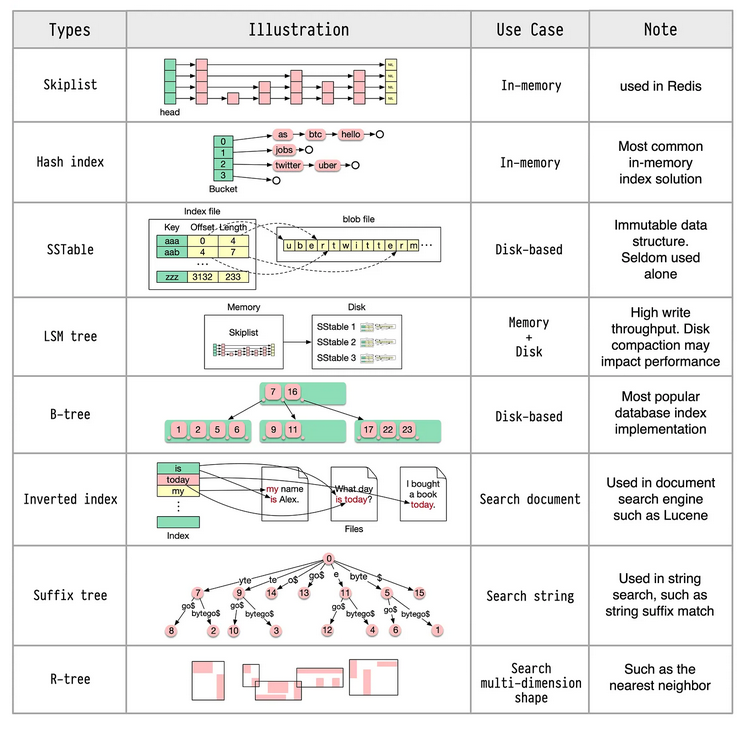 Types
Illustration
Use Case
Note
Skiplist
head
In-memory
used in Redis
Hash index
0
1
2
3
Bucket
as
btc
hello
jobs
twitter
uber
In-memory
Most common
in-memory
index solution
SSTable
Index file
Key Offset Length
aaa 0 4
aab 4 7
...
zzz 3132 233
blob file
u b e r t w i t t e r m ...
Disk-based
Immutable data
structure.
Seldom used
alone
LSM tree
Memory
Skiplist
Disk
SSTable 1
SSTable 2
SSTable 3
Memory
+
Disk
High write
throughput. Disk
compaction may
impact performance
B-tree
7 16
1 2 5 6
9 11
17 22 23
Disk-based
Most popular
database index
implementation
Inverted index
is
today
my
Index
my name
is Alex.
What day
is today?
I bought
a book
today.
Files
Search document
Used in document
search engine
such as Lucene
Suffix tree
0
yte te o$ go$ e byte $
7 9 14 13 11 5 15
go$ bytego$ go$ bytego$ go$ bytego$ go$ bytego$
8 2 10 3 12 4 6 1
Search string
Used in string
search, such as
string suffix match
R-tree
Search
multi-dimension
shape
Such as the
nearest neighbor